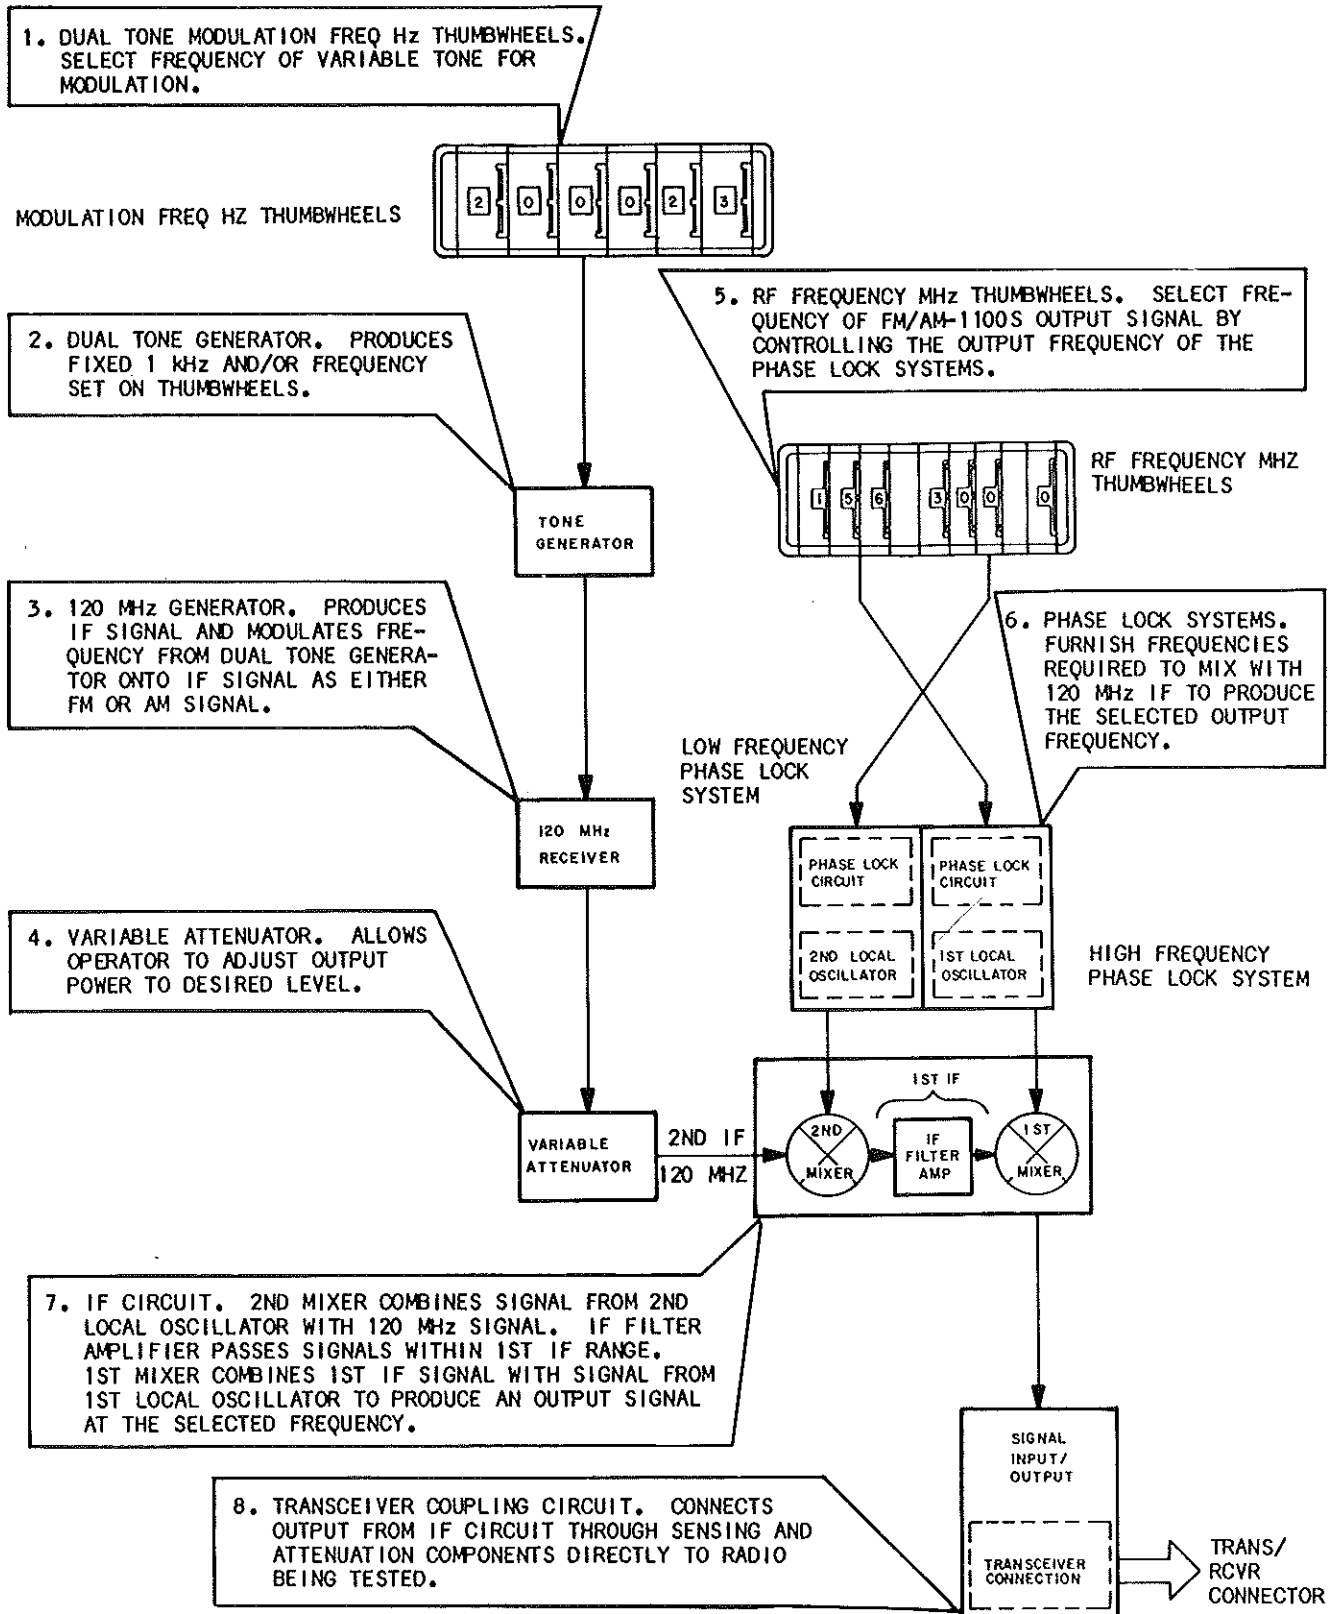 1. DUAL TONE MODULATION FREQ Hz THUMBWHEELS.
SELECT FREQUENCY OF VARIABLE TONE FOR
MODULATION.
MODULATION FREQ HZ THUMBWHEELS
2 0 0 0 2 3
2. DUAL TONE GENERATOR. PRODUCES
FIXED 1 kHz AND/OR FREQUENCY
SET ON THUMBWHEELS.
TONE
GENERATOR
3. 120 MHz GENERATOR. PRODUCES
IF SIGNAL AND MODULATES FRE-
QUENCY FROM DUAL TONE GENERA-
TOR ONTO IF SIGNAL AS EITHER
FM OR AM SIGNAL.
120 MHz
RECEIVER
4. VARIABLE ATTENUATOR. ALLOWS
OPERATOR TO ADJUST OUTPUT
POWER TO DESIRED LEVEL.
VARIABLE
ATTENUATOR
2ND IF
120 MHZ
5. RF FREQUENCY MHz THUMBWHEELS. SELECT FRE-
QUENCY OF FM/AM-1100S OUTPUT SIGNAL BY
CONTROLLING THE OUTPUT FREQUENCY OF THE
PHASE LOCK SYSTEMS.
1 5 6 3 0 0 0
RF FREQUENCY MHZ
THUMBWHEELS
6. PHASE LOCK SYSTEMS.
FURNISH FREQUENCIES
REQUIRED TO MIX WITH
120 MHz IF TO PRODUCE
THE SELECTED OUTPUT
FREQUENCY.
LOW FREQUENCY
PHASE LOCK
SYSTEM
PHASE LOCK
CIRCUIT
2ND LOCAL
OSCILLATOR
PHASE LOCK
CIRCUIT
1ST LOCAL
OSCILLATOR
HIGH FREQUENCY
PHASE LOCK SYSTEM
1ST IF
2ND
MIXER
IF
FILTER
AMP
1ST
MIXER
7. IF CIRCUIT. 2ND MIXER COMBINES SIGNAL FROM 2ND
LOCAL OSCILLATOR WITH 120 MHz SIGNAL. IF FILTER
AMPLIFIER PASSES SIGNALS WITHIN 1ST IF RANGE.
1ST MIXER COMBINES 1ST IF SIGNAL WITH SIGNAL FROM
1ST LOCAL OSCILLATOR TO PRODUCE AN OUTPUT SIGNAL
AT THE SELECTED FREQUENCY.
SIGNAL
INPUT/
OUTPUT
8. TRANSCEIVER COUPLING CIRCUIT. CONNECTS
OUTPUT FROM IF CIRCUIT THROUGH SENSING AND
ATTENUATION COMPONENTS DIRECTLY TO RADIO
BEING TESTED.
TRANSCEIVER
CONNECTION
TRANS/
RCVR
CONNECTOR